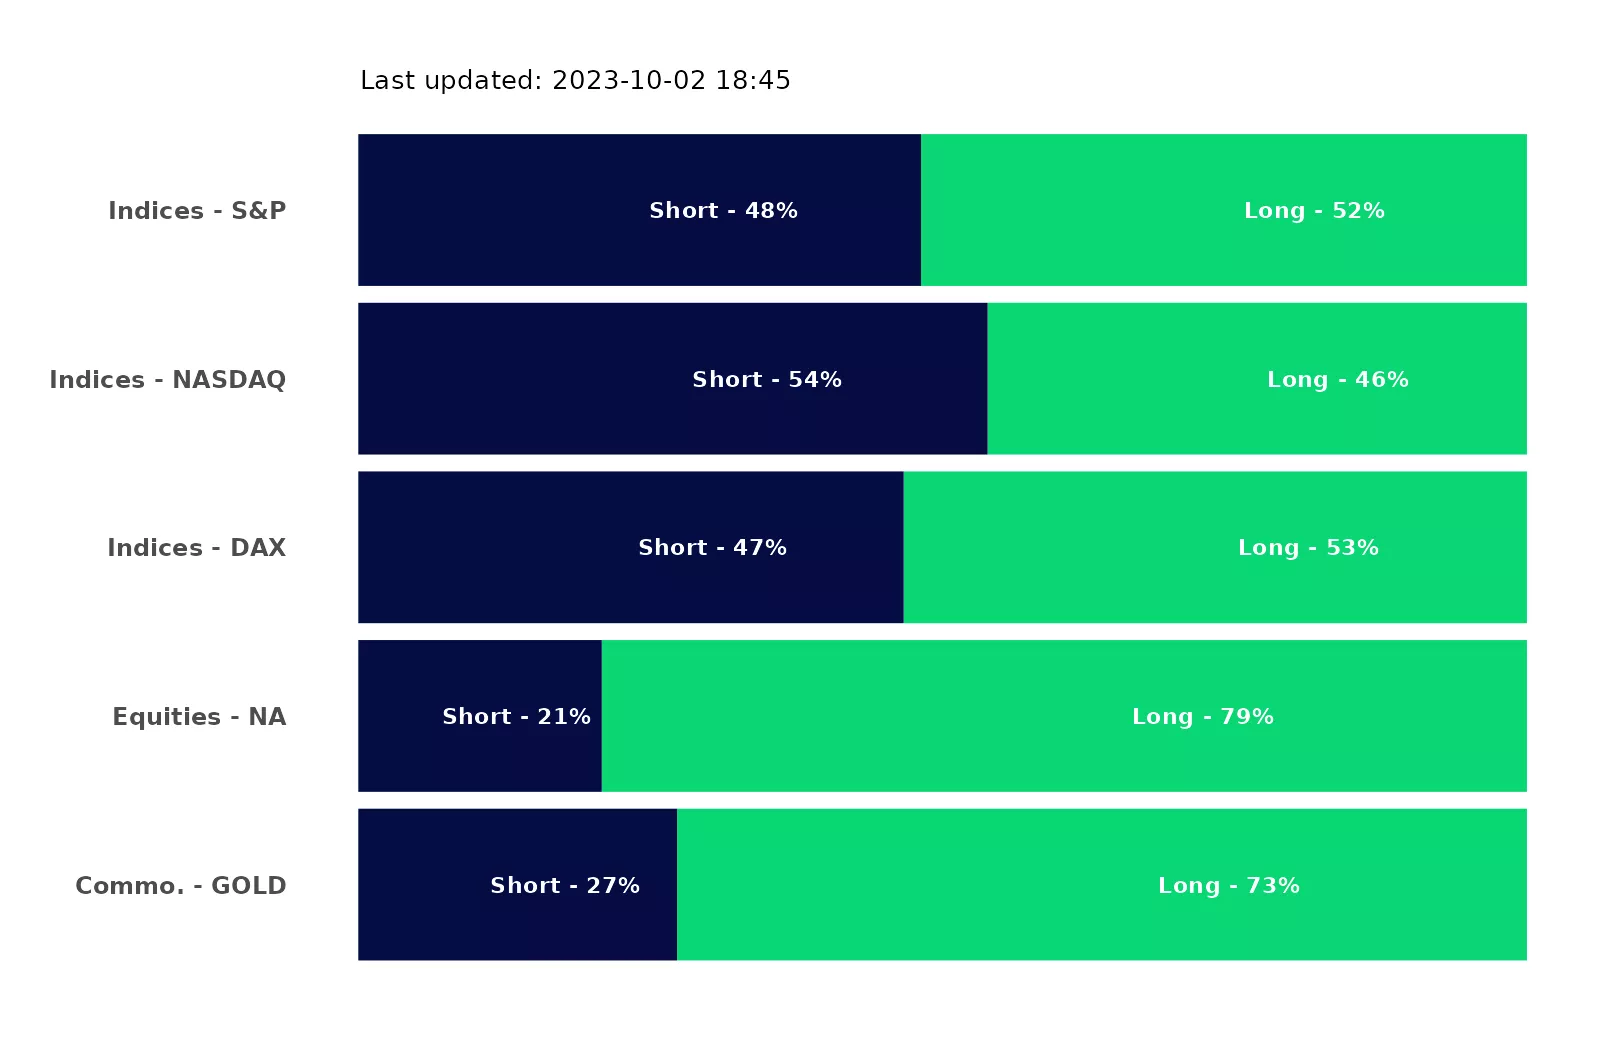 Last updated: 2023-10-02 18:45
Indices - S&P Short - 48% Long - 52%
Indices - NASDAQ Short - 54% Long - 46%
Indices - DAX Short - 47% Long - 53%
Equities - NA Short - 21% Long - 79%
Commo. - GOLD Short - 27% Long - 73%